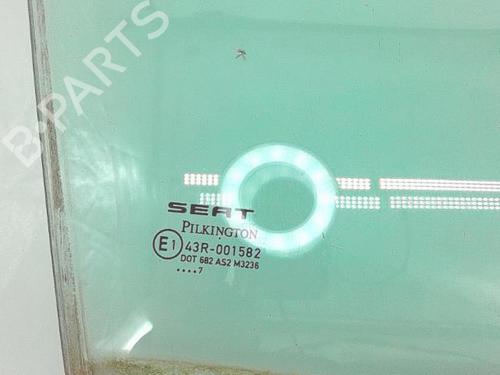 B-PARTS
SEAT
PILKINGTON
E1 43R-001582
DOT 682 AS2 M3236
....7